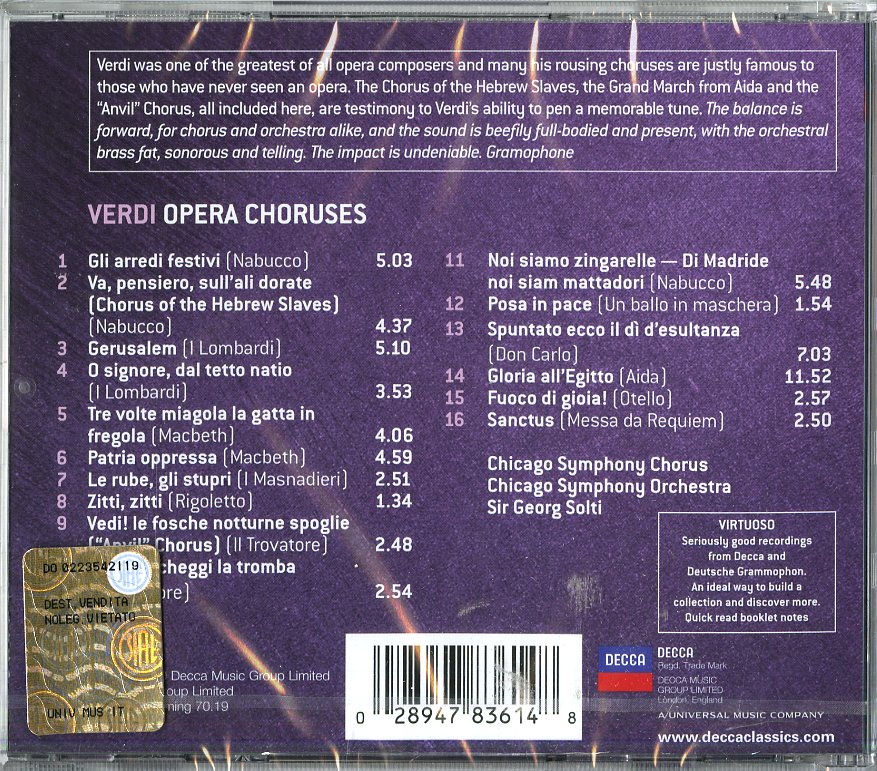 Verdi was one of the greatest of all opera composers and many his rousing choruses are justly famous to
those who have never seen an opera. The Chorus of the Hebrew Slaves, the Grand March from Aida and the
“Anvil” Chorus, all included here, are testimony to Verdi’s ability to pen a memorable tune. The balance is
forward, for chorus and orchestra alike, and the sound is beefily full-bodied and present, with the orchestral
brass fat, sonorous and telling. The impact is undeniable. Gramophone
VERDI OPERA CHORUSES
1 Gli arredi festivi (Nabucco) 5.03
2 Va, pensiero, sull’ali dorate
(Chorus of the Hebrew Slaves)
(Nabucco) 4.37
3 Gerusalem (I Lombardi) 5.10
4 O signore, dal tetto natio
(I Lombardi) 3.53
5 Tre volte miagola la gatta in
fregola (Macbeth) 4.06
6 Patria oppressa (Macbeth) 4.59
7 Le rube, gli stupri (I Masnadieri) 2.51
8 Zitti, zitti (Rigoletto) 1.34
9 Vedi! le fosche notturne spoglie
(“Anvil” Chorus) (Il Trovatore) 2.48
cheggi la tromba
ore) 2.54
11 Noi siamo zingarelle — Di Madride
noi siam mattadori (Nabucco) 5.48
12 Posa in pace (Un ballo in maschera) 1.54
13 Spuntato ecco il dì d’esultanza
(Don Carlo) 7.03
14 Gloria all’Egitto (Aida) 11.52
15 Fuoco di gioia! (Otello) 2.57
16 Sanctus (Messa da Requiem) 2.50
Chicago Symphony Chorus
Chicago Symphony Orchestra
Sir Georg Solti
VIRTUOSO
Seriously good recordings
from Decca and
Deutsche Grammophon.
An ideal way to build a
collection and discover more.
Quick read booklet notes
DO 0223542119
SIAE
DEST.VENDITA
NOLEG.VIETATO
SIAE
UNIV MUS IT
Decca Music Group Limited
oup Limited
ming 70.19
0 28947 83614 8
DECCA
DECCA
Regd. Trade Mark
DECCA MUSIC
GROUP LIMITED
London, England
A UNIVERSAL MUSIC COMPANY
www.deccaclassics.com